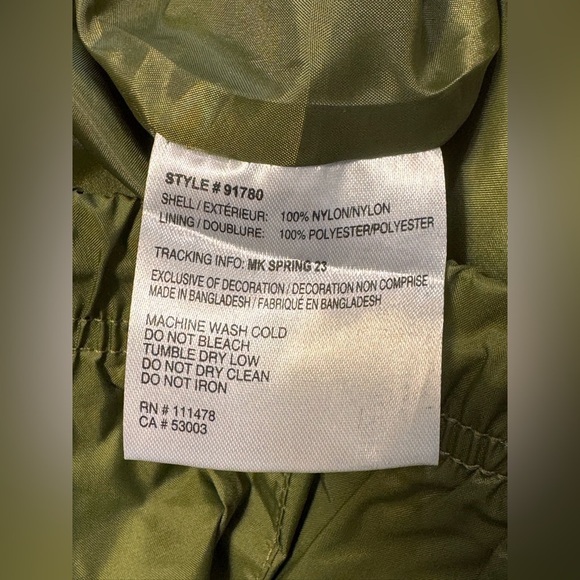 STYLE # 91780
SHELL / EXTÉRIEUR: 100% NYLON/NYLON
LINING / DOUBLURE: 100% POLYESTER/POLYESTER
TRACKING INFO: MK SPRING 23
EXCLUSIVE OF DECORATION / DECORATION NON COMPRISE
MADE IN BANGLADESH / FABRIQUÉ EN BANGLADESH
MACHINE WASH COLD
DO NOT BLEACH
TUMBLE DRY LOW
DO NOT DRY CLEAN
DO NOT IRON
RN # 111478
CA # 53003